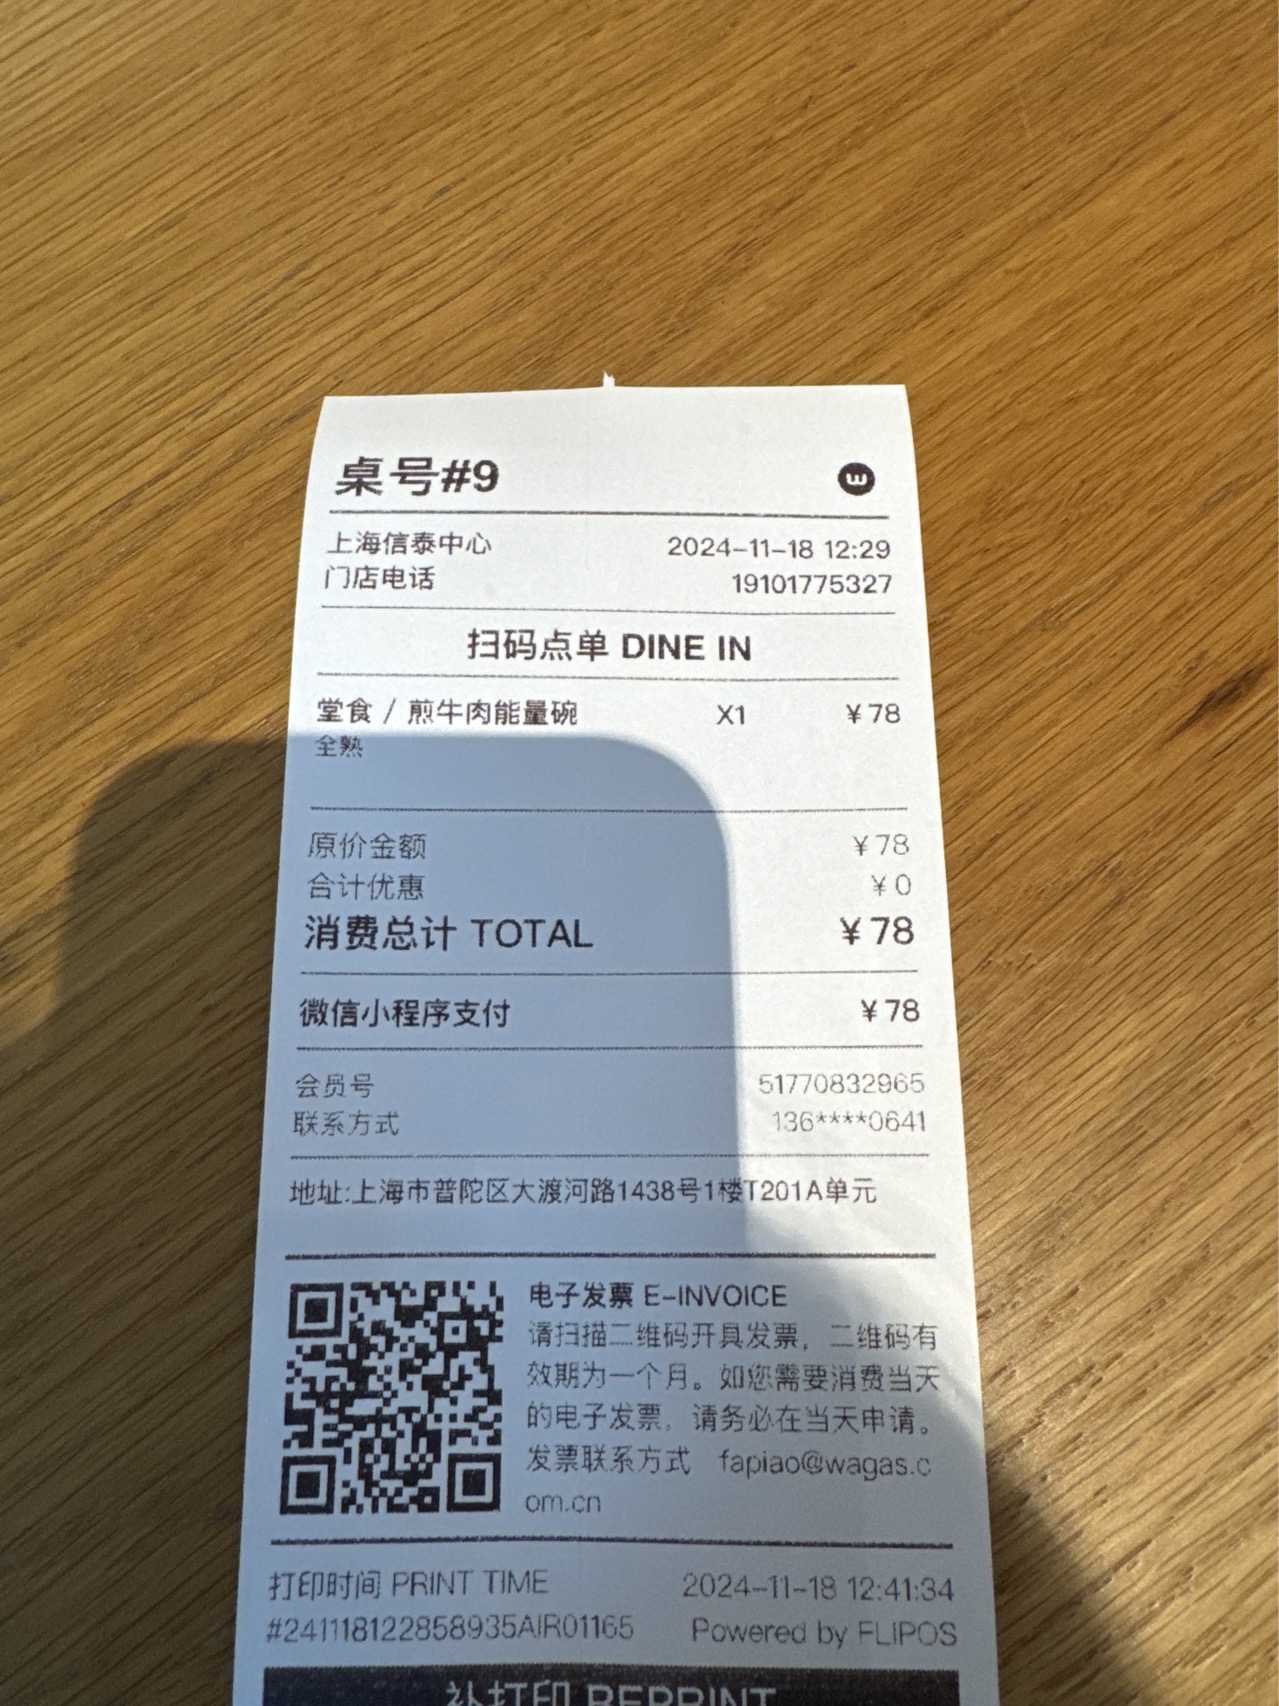 桌号#9
上海信泰中心 2024-11-18 12:29
门店电话 19101775327
扫码点单 DINE IN
堂食 / 煎牛肉能量碗 X1 ¥78
全熟
原价金额 ¥78
合计优惠 ¥0
消费总计 TOTAL ¥78
微信小程序支付 ¥78
会员号 51770832965
联系方式 136****0641
地址:上海市普陀区大渡河路1438号1楼T201A单元
电子发票 E-INVOICE
请扫描二维码开具发票，二维码有
效期为一个月。如您需要消费当天
的电子发票，请务必在当天申请。
发票联系方式 fapiao@wagas.c
om.cn
打印时间 PRINT TIME 2024-11-18 12:41:34
#241118122858935AIR01165 Powered by FLIPOS
补打印 REPRINT